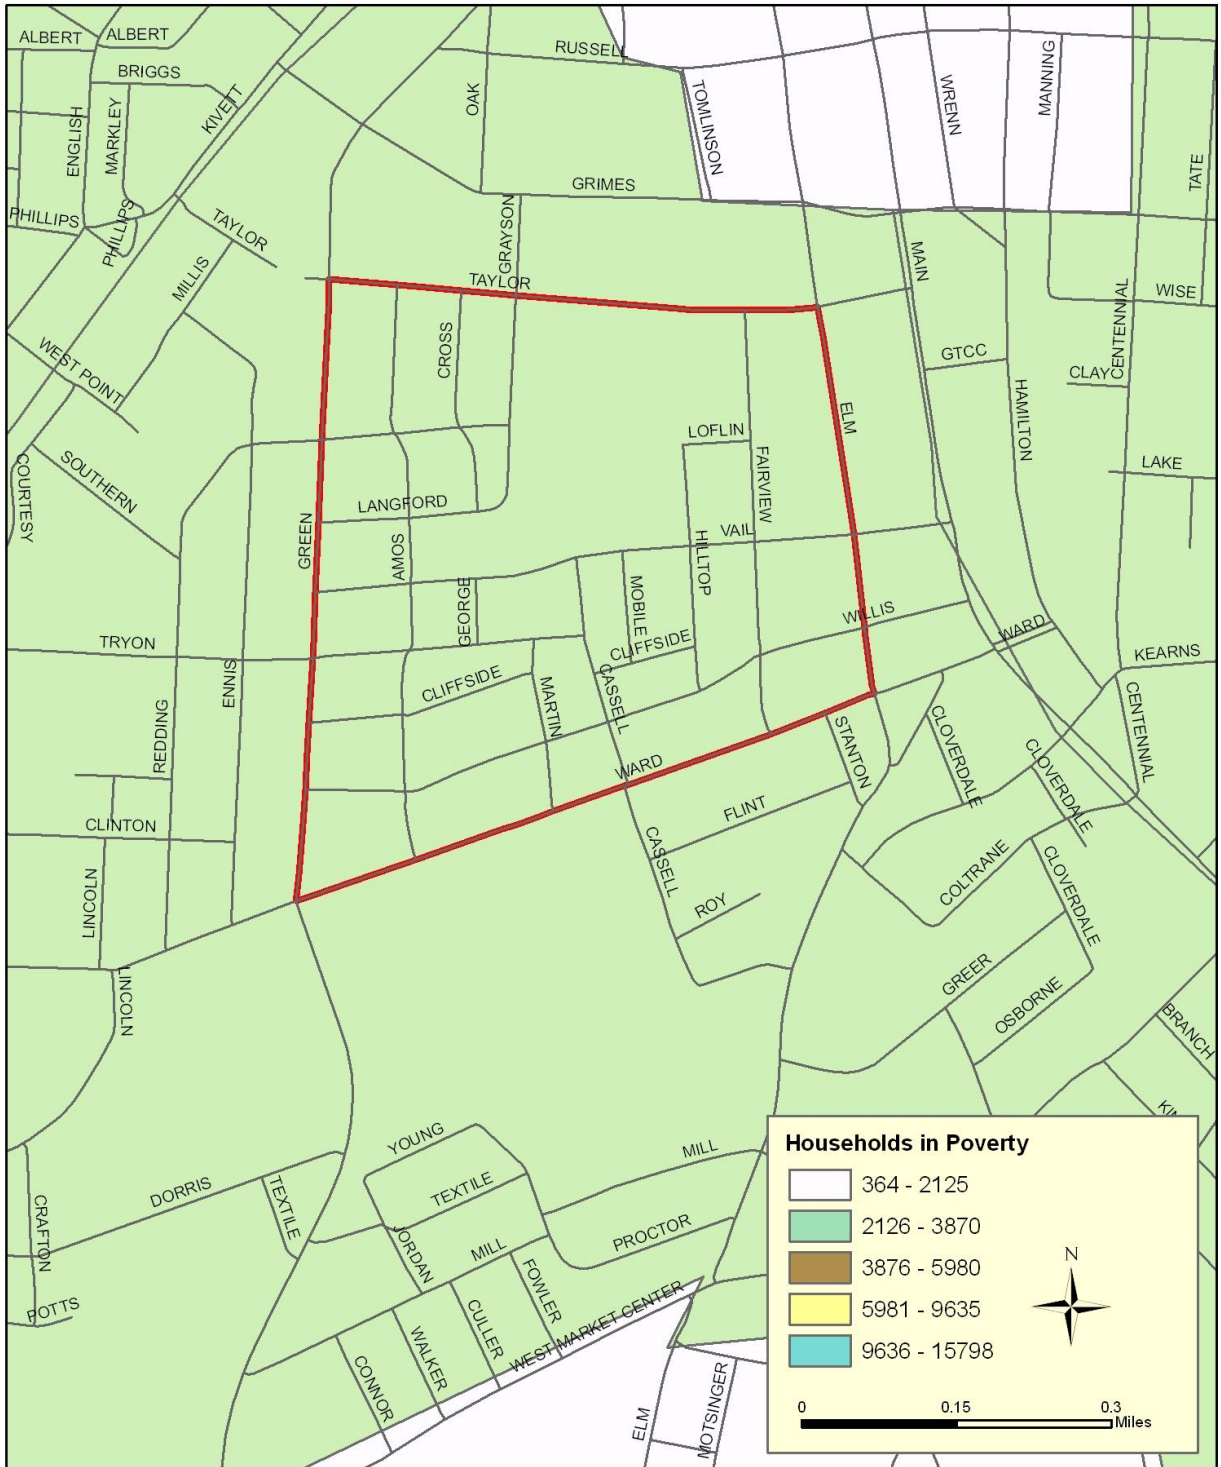 ALBERT
ALBERT
RUSSELL
BRIGGS
OAK
TOMLINSON
WRENN
MANNING
KIVETT
ENGLISH
MARKLEY
TATE
GRIMES
PHILLIPS
PHILLIPS
TAYLOR
GRAYSON
MAIN
MILLIS
TAYLOR
CENTENNIAL
WISE
WEST POINT
CROSS
GTCC
CLAY
HAMILTON
ELM
LOFLIN
FAIRVIEW
LAKE
COURTESY
SOUTHERN
LANGFORD
GREEN
AMOS
VAIL
HILLTOP
GEORGE
MOBILE
WILLIS
WARD
TRYON
CLIFFSIDE
KEARNS
ENNIS
CLIFFSIDE
CASSELL
MARTIN
REDDING
CENTENNIAL
STANTON
CLOVERDALE
CLOVERDALE
WARD
FLINT
CLINTON
CASSELL
COLTRANE
CLOVERDALE
LINCOLN
ROY
GREER
OSBORNE
LINCOLN
BRANCH
YOUNG
MILL
DORRIS
TEXTILE
TEXTILE
CRAFTON
JORDAN
MILL
PROCTOR
FOWLER
POTTS
CULLER
WALKER
WEST MARKET CENTER
CONNOR
ELM
MOTSINGER
Households in Poverty
364 - 2125
2126 - 3870
3876 - 5980
5981 - 9635
9636 - 15798
N
0 0.15 0.3
Miles